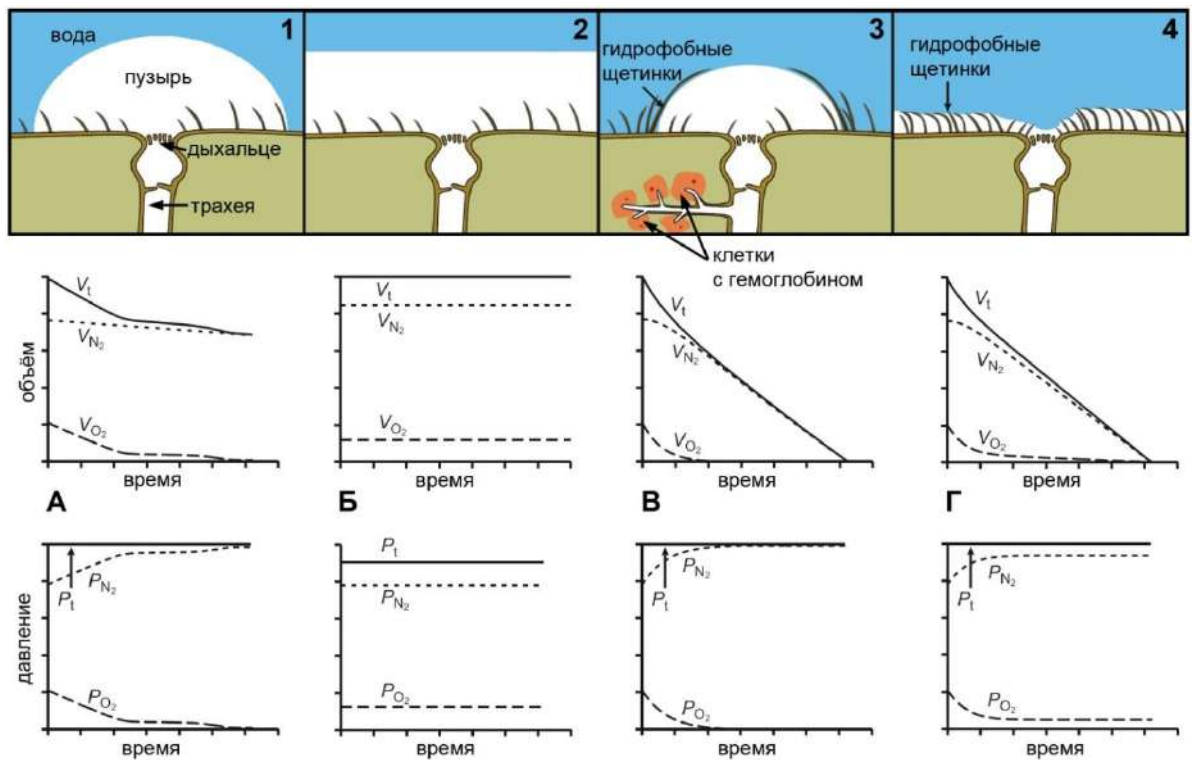 1
2
3
4
вода
пузырь
дыхальце
трахея
гидрофобные
щетинки
клетки
с гемоглобином
гидрофобные
щетинки
объём
Vt
VN2
VO2
время
Vt
VN2
VO2
время
Vt
VN2
VO2
время
Vt
VN2
VO2
время
А
Б
В
Г
давление
Pt
PN2
PO2
время
Pt
PN2
PO2
время
Pt
PN2
PO2
время
Pt
PN2
PO2
время